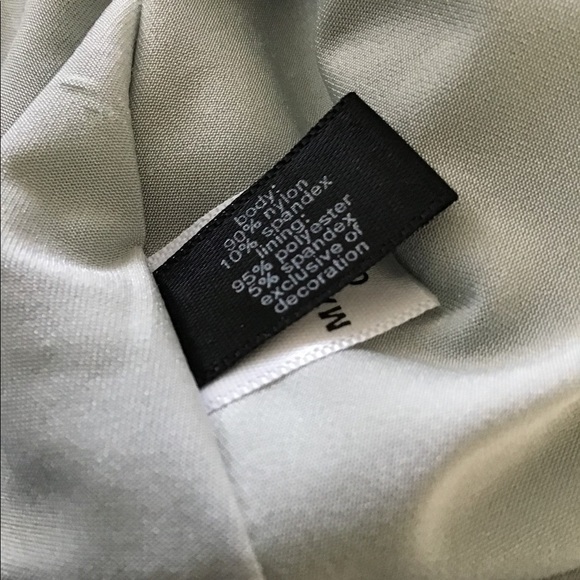 body:
90% nylon
10% spandex
lining:
95% polyester
5% spandex
exclusive of
decoration
M